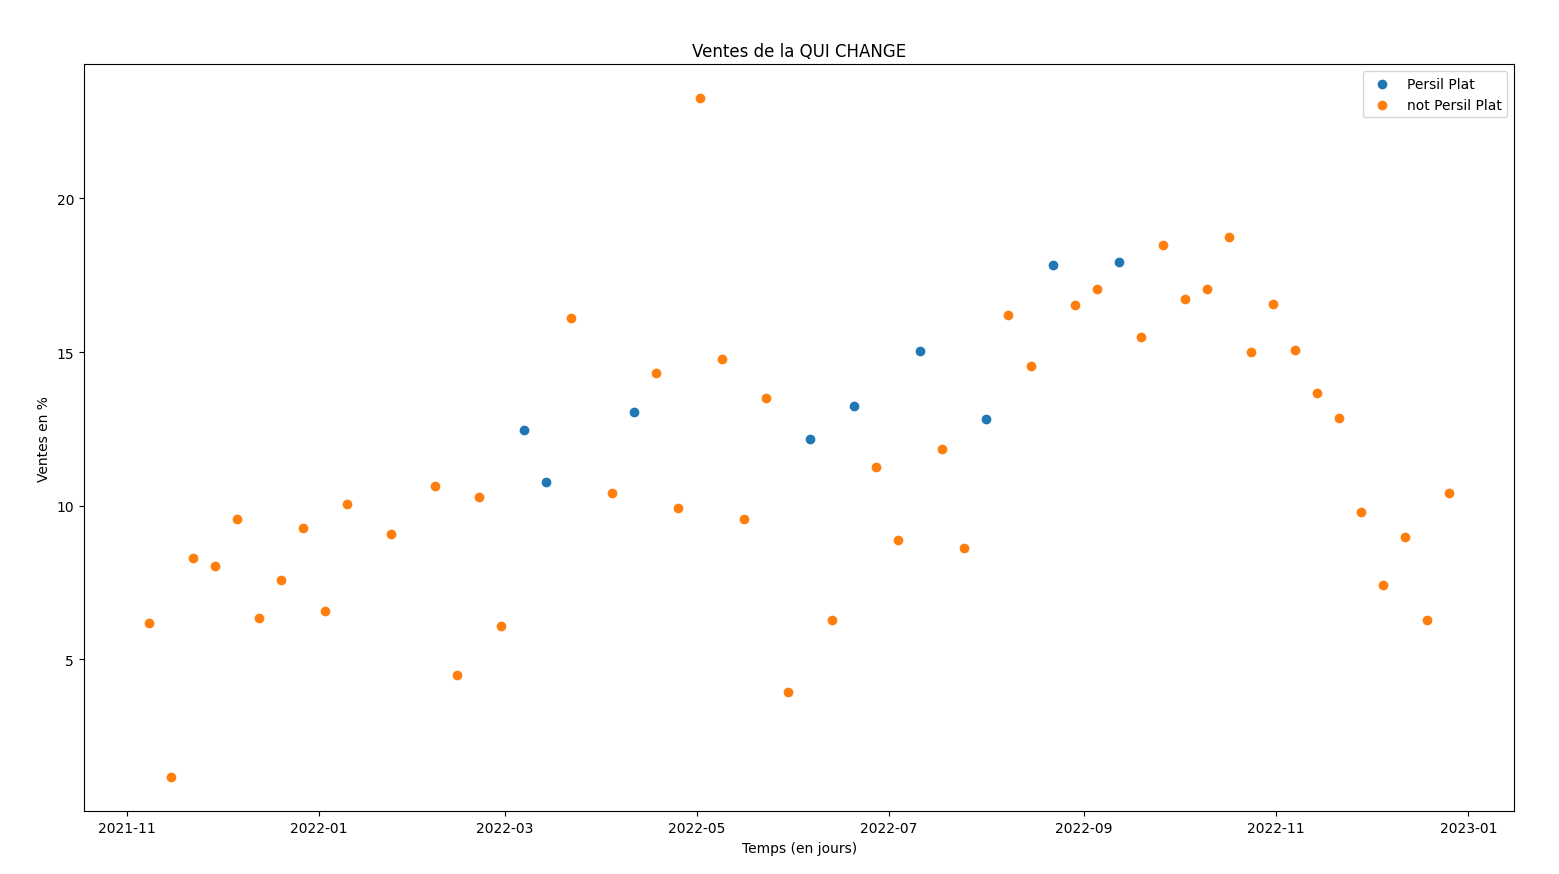 Ventes de la QUI CHANGE
Persil Plat
not Persil Plat
Ventes en %
20
15
10
5
2021-11
2022-01
2022-03
2022-05
2022-07
2022-09
2022-11
2023-01
Temps (en jours)